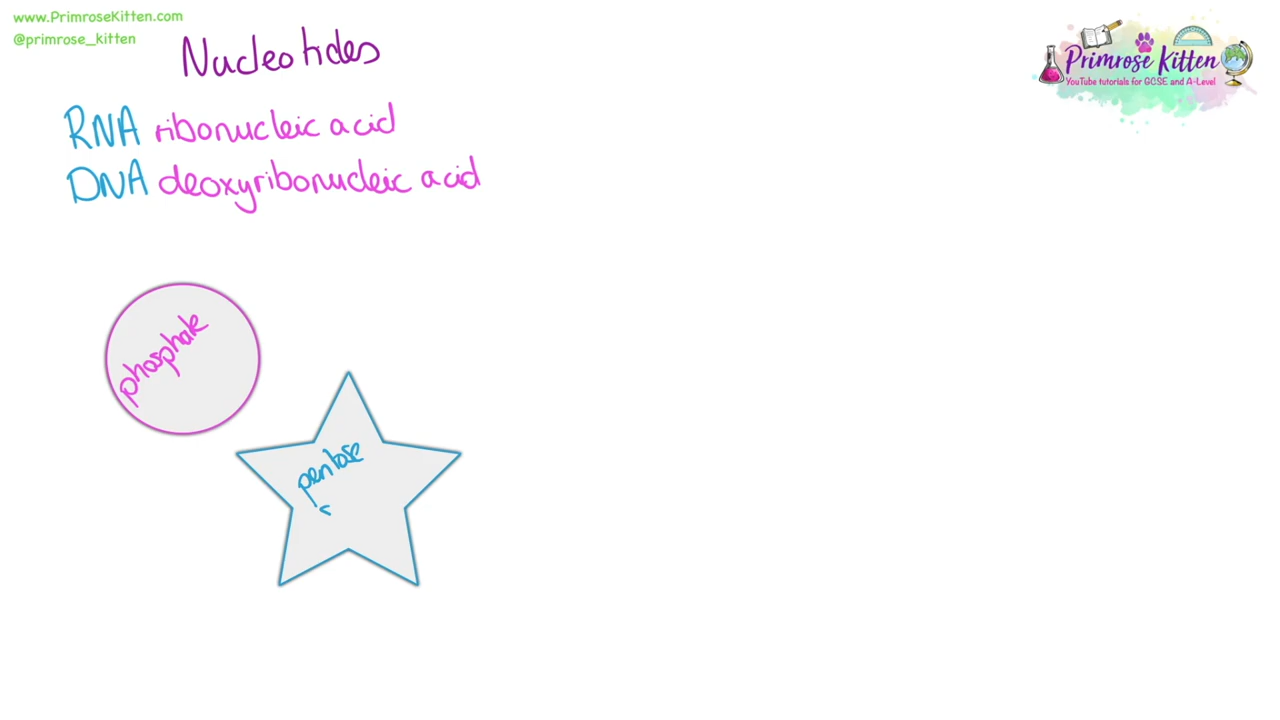 www.PrimroseKitten.com
@primrose_kitten
Primrose Kitten
YouTube tutorials for GCSE and A-Level
Nucleotides
RNA ribonucleic acid
DNA deoxyribonucleic acid
phosphate
pentose
s